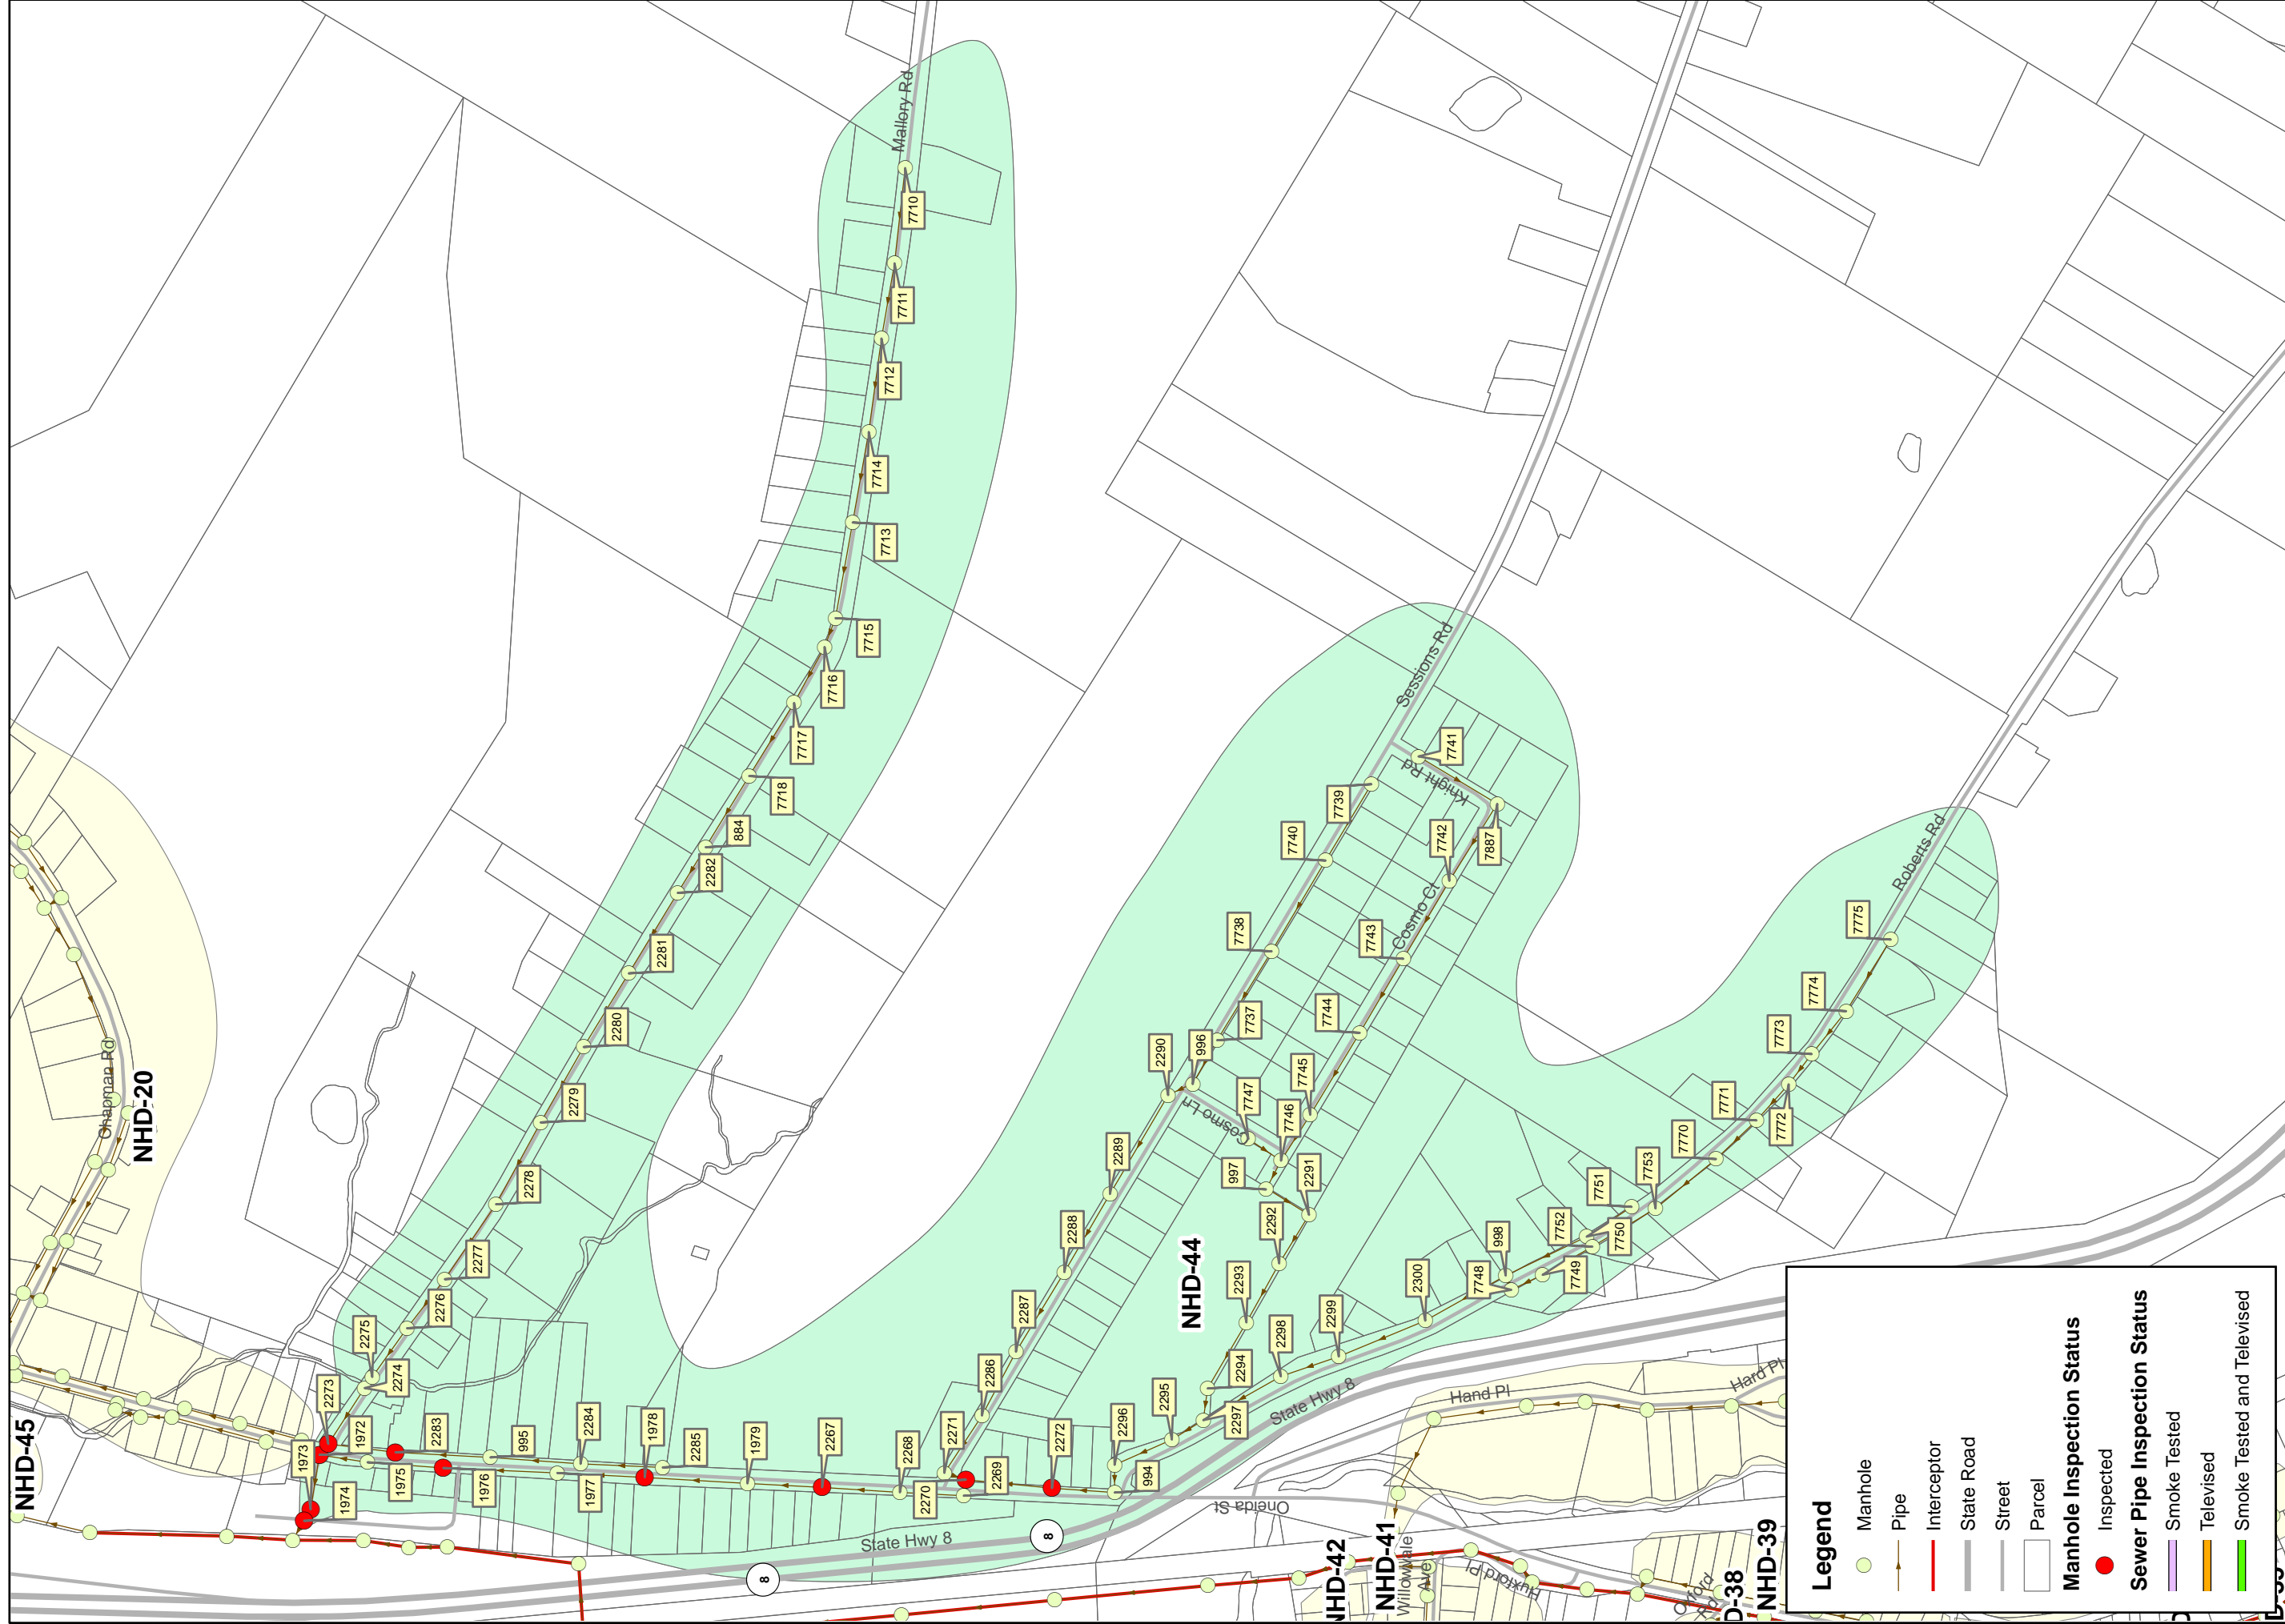 Mallory Rd
7710
7711
7712
7714
7713
7715
7716
7717
7718
884
2282
2281
2280
2279
2278
2277
2276
2275
2274
2273
1973
1972
1974
1975
2283
1976
995
2284
1977
1978
2285
1979
2267
2268
2270
2271
2269
2272
994
2296
2295
2297
2294
2298
2299
2300
2293
2292
2291
997
2286
2287
2288
2289
2290
996
7737
7738
7740
7739
7741
7742
7887
7743
7744
7745
7746
7747
7748
998
7749
7752
7750
7751
7753
7770
7771
7772
7773
7774
7775
Sessions Rd
Knight Rd
Cosmo Ct
Cosmo Ln
Roberts Rd
Chapman Rd
NHD-20
NHD-45
NHD-44
NHD-42
NHD-41
NHD-39
D-38
State Hwy 8
State Hwy 8
8
8
Oneida St
Hand Pl
Hard Pl
Huxford Pl
Willowvale
Ave
Oxford
Rd
Legend
Manhole
Pipe
Interceptor
State Road
Street
Parcel
Manhole Inspection Status
Inspected
Sewer Pipe Inspection Status
Smoke Tested
Televised
Smoke Tested and Televised